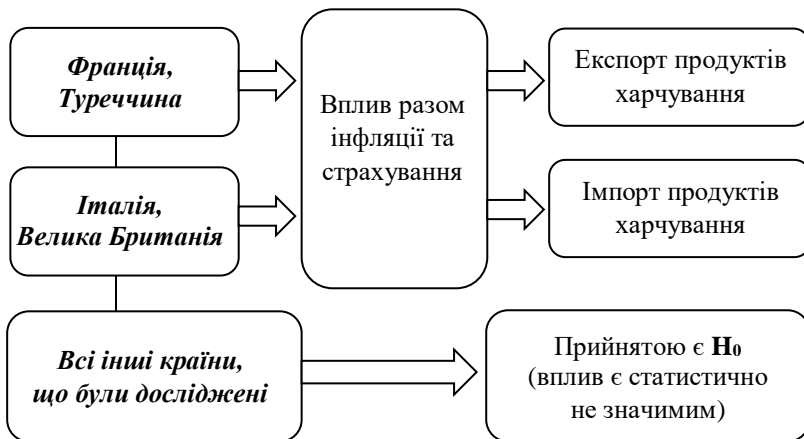 Франція,
Туреччина
Вплив разом
інфляції та
страхування
Експорт продуктів
харчування
Італія,
Велика Британія
Імпорт продуктів
харчування
Всі інші країни,
що були досліджені
Прийнятою є H₀
(вплив є статистично
не значимим)